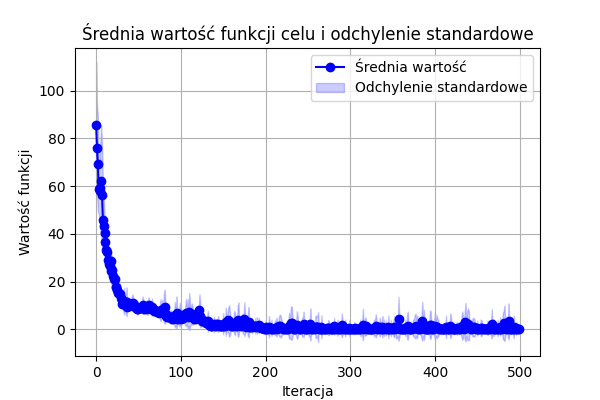 Średnia wartość funkcji celu i odchylenie standardowe
Średnia wartość
Odchylenie standardowe
Wartość funkcji
100
80
60
40
20
0
0 100 200 300 400 500
Iteracja